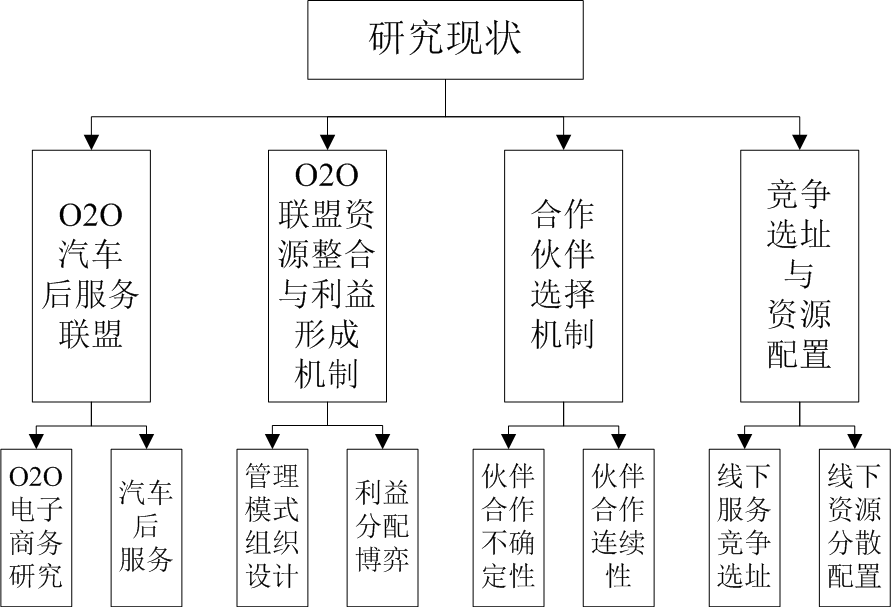 研究现状
O2O
汽车
后服务
联盟
O2O
联盟资
源整合
与利益
形成
机制
合作
伙伴
选择
机制
竞争
选址
与
资源
配置
O2O
电子
商务
研究
汽车
后
服务
管理
模式
组织
设计
利益
分配
博弈
伙伴
合作
不确
定性
伙伴
合作
连续
性
线下
服务
竞争
选址
线下
资源
分散
配置